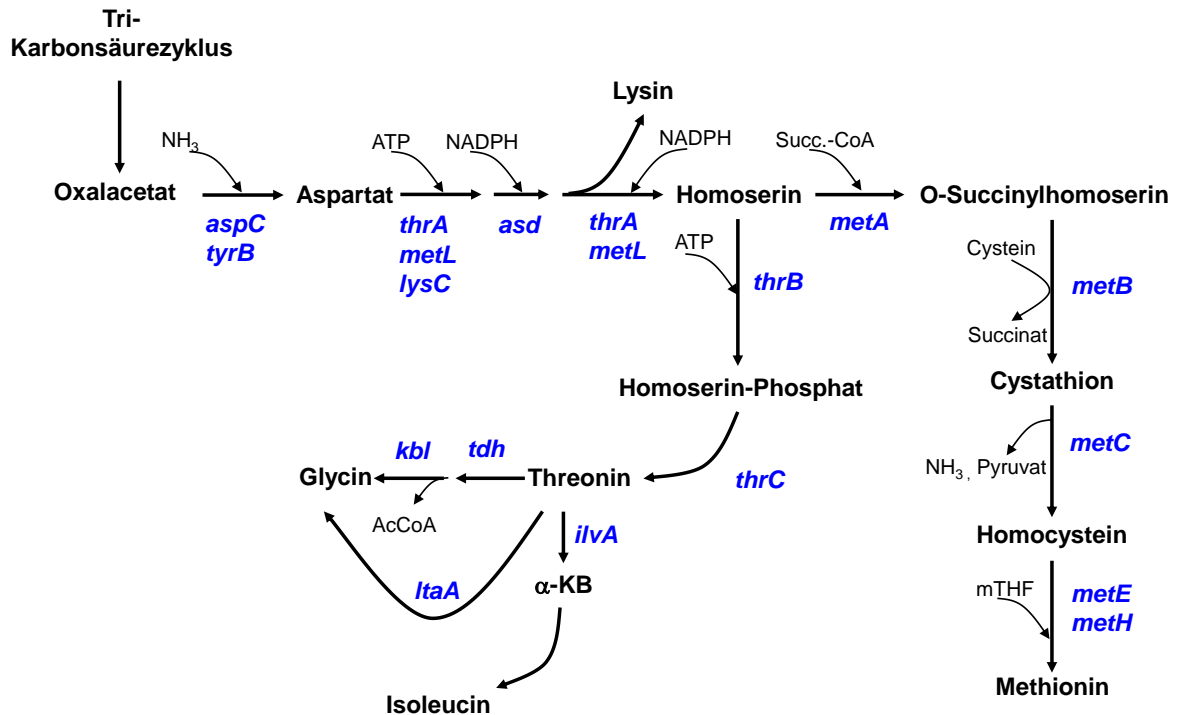 Tri-
Karbonsäurezyklus
Lysin
NH₃
ATP
NADPH
NADPH
Succ.-CoA
Oxalacetat
Aspartat
Homoserin
O-Succinylhomoserin
aspC
tyrB
thrA
metL
lysC
asd
thrA
metL
metA
ATP
thrB
Cystein
metB
Succinat
Homoserin-Phosphat
Cystathion
kbl
tdh
metC
Glycin
Threonin
thrC
NH₃, Pyruvat
AcCoA
ilvA
Homocystein
ltaA
α-KB
mTHF
metE
metH
Isoleucin
Methionin